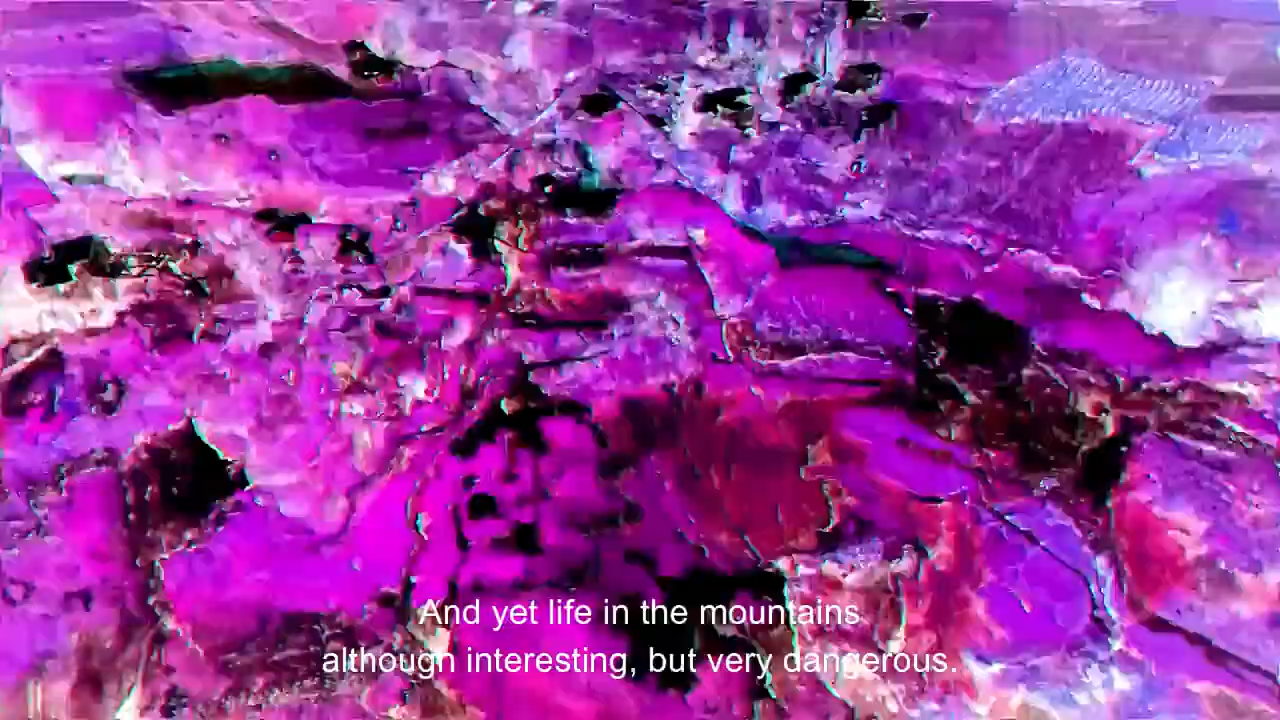 And yet life in the mountains
although interesting, but very dangerous.